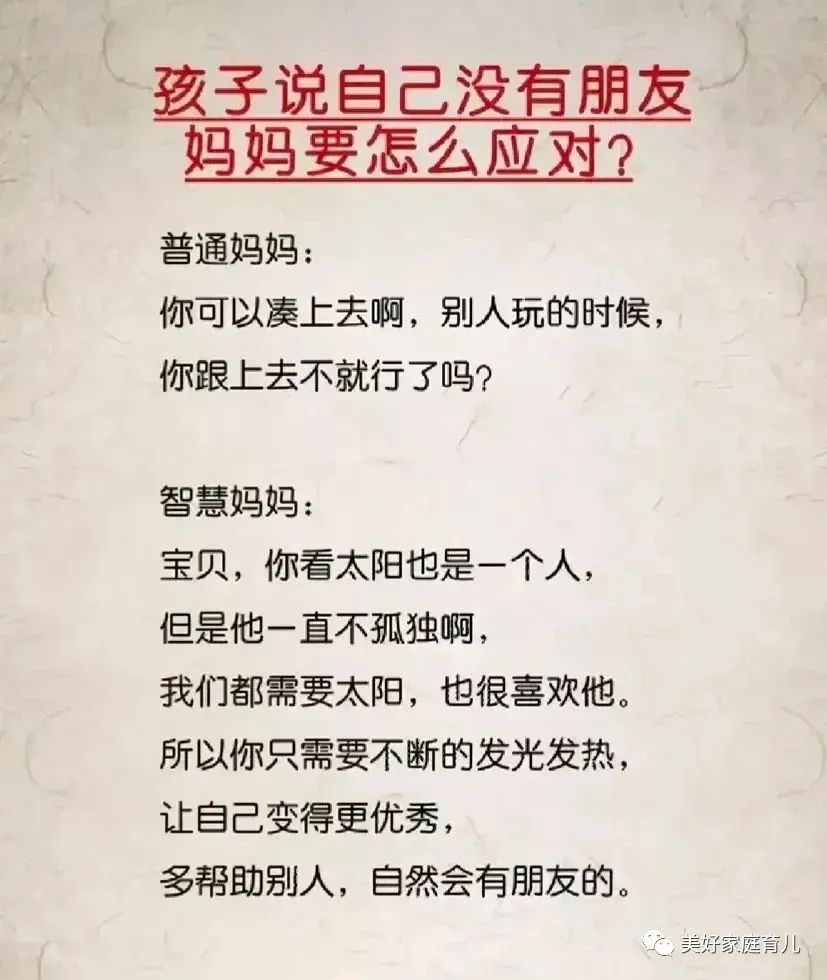 孩子说自己没有朋友
妈妈要怎么应对?
普通妈妈:
你可以凑上去啊,别人玩的时候,
你跟上去不就行了吗?
智慧妈妈:
宝贝,你看太阳也是一个人,
但是他一直不孤独啊,
我们都需要太阳,也很喜欢他。
所以你只需要不断的发光发热,
让自己变得更优秀,
多帮助别人,自然会有朋友的。
美好家庭育儿